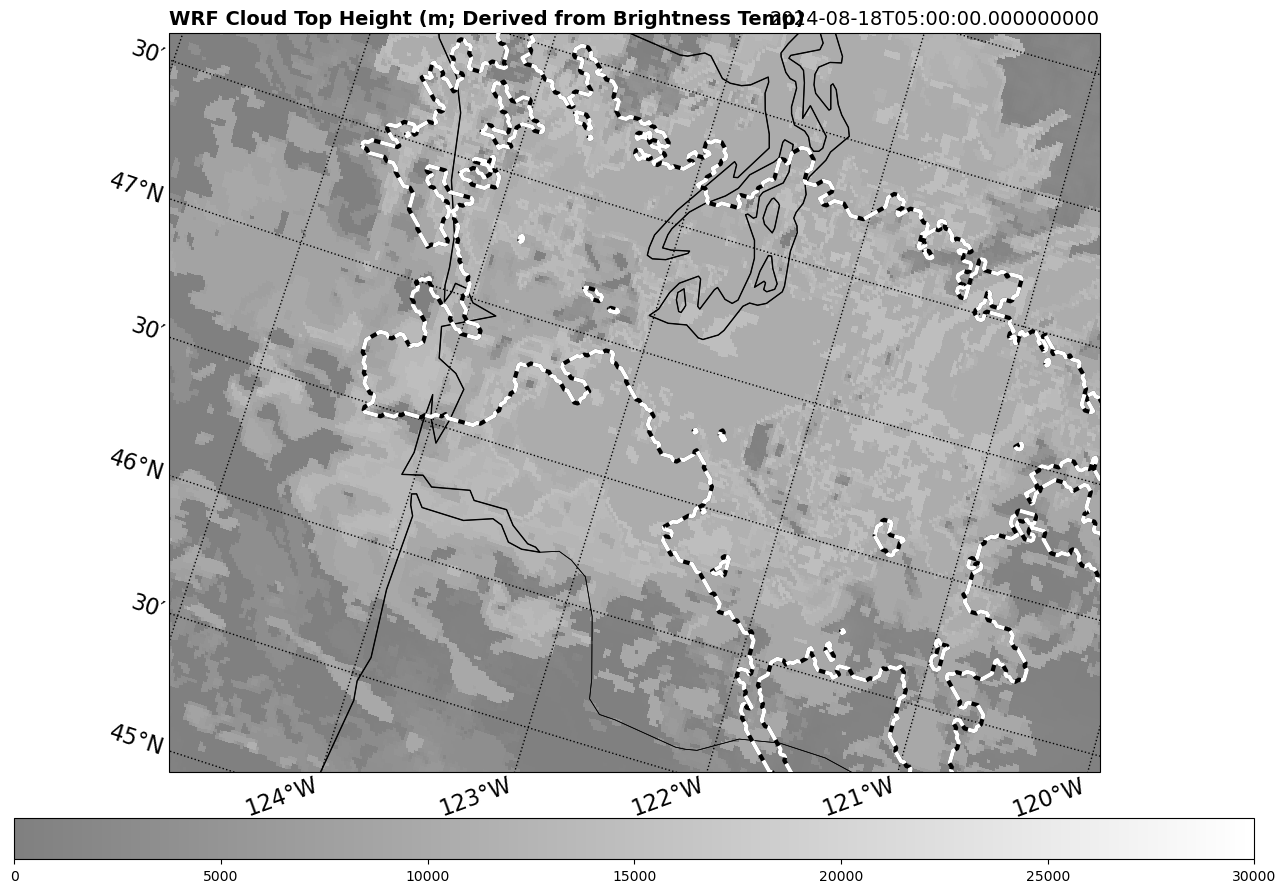 WRF Cloud Top Height (m; Derived from Brightness Temp)
2024-08-18T05:00:00.000000000
30′
47°N
30′
46°N
30′
45°N
124°W 123°W 122°W 121°W 120°W
0 5000 10000 15000 20000 25000 30000